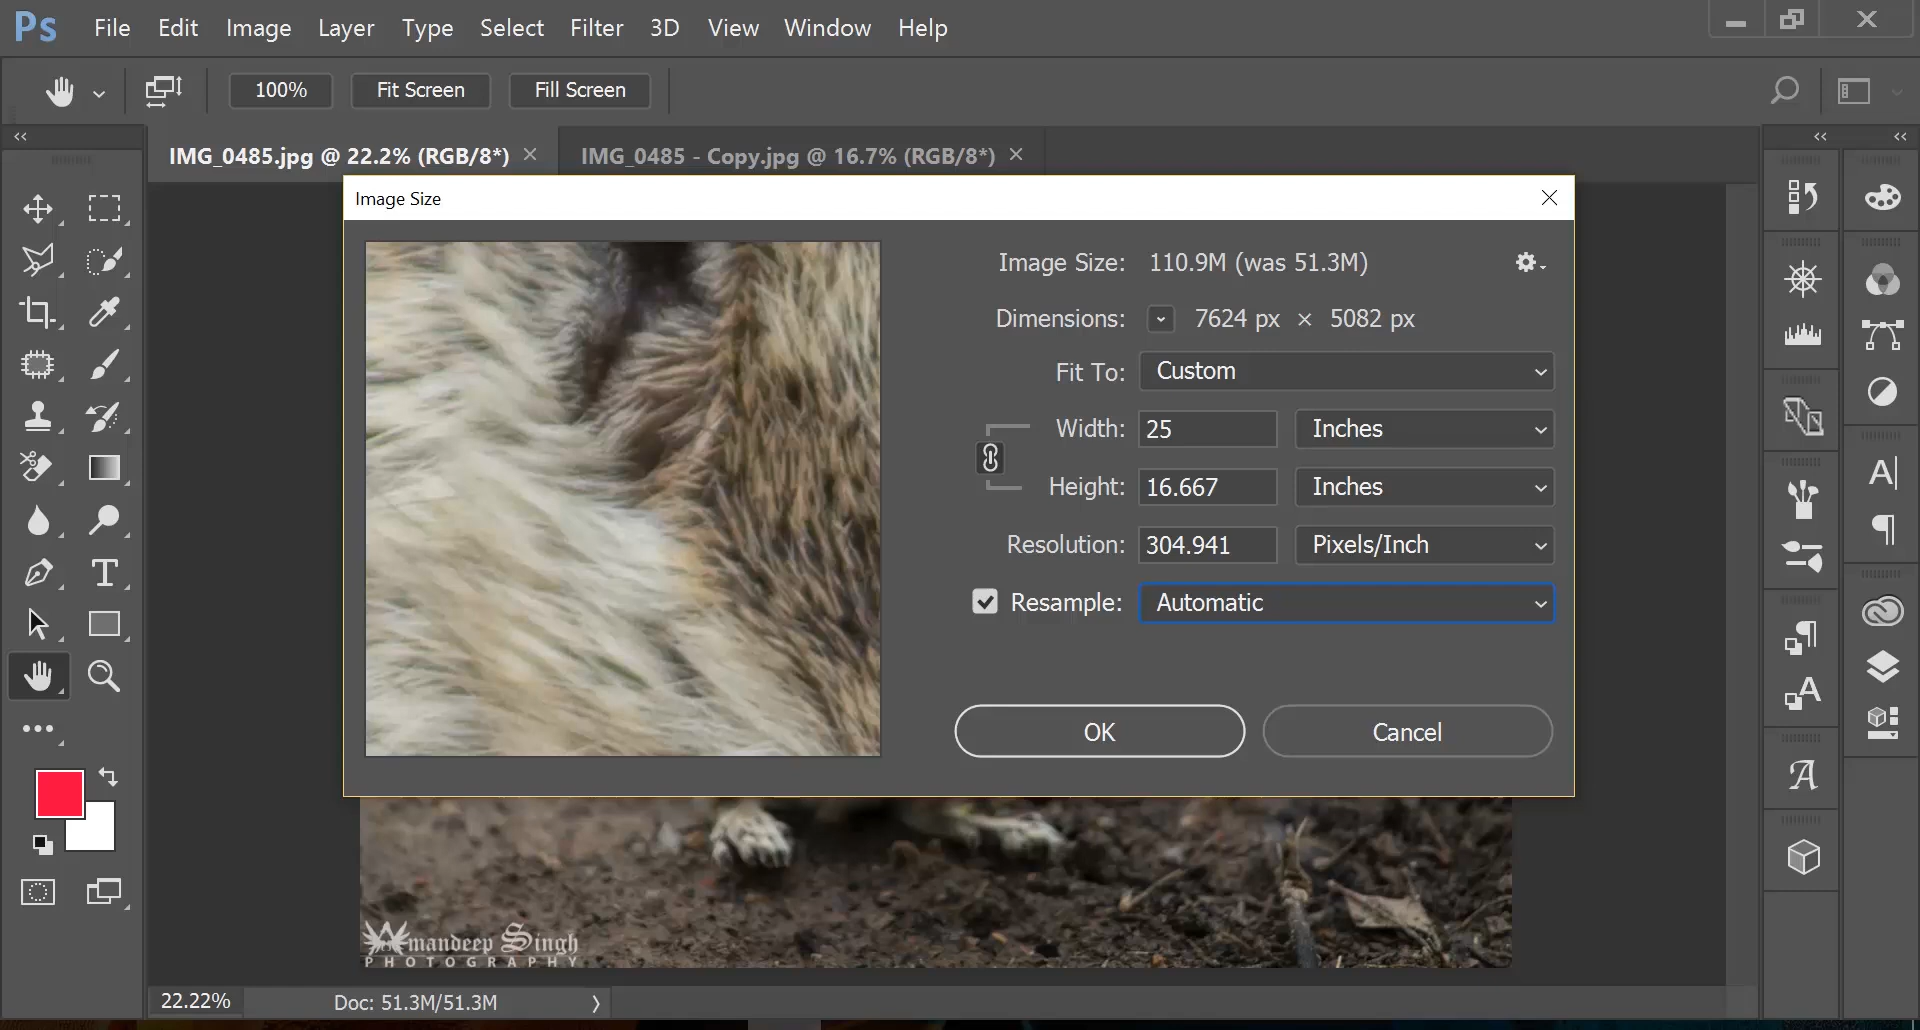 Ps File Edit Image Layer Type Select Filter 3D View Window Help
100% Fit Screen Fill Screen
IMG_0485.jpg @ 22.2% (RGB/8*) IMG_0485 - Copy.jpg @ 16.7% (RGB/8*)
Image Size
Image Size: 110.9M (was 51.3M)
Dimensions: 7624 px × 5082 px
Fit To: Custom
Width: 25 Inches
Height: 16.667 Inches
Resolution: 304.941 Pixels/Inch
Resample: Automatic
OK Cancel
Amandeep Singh
PHOTOGRAPHY
22.22% Doc: 51.3M/51.3M